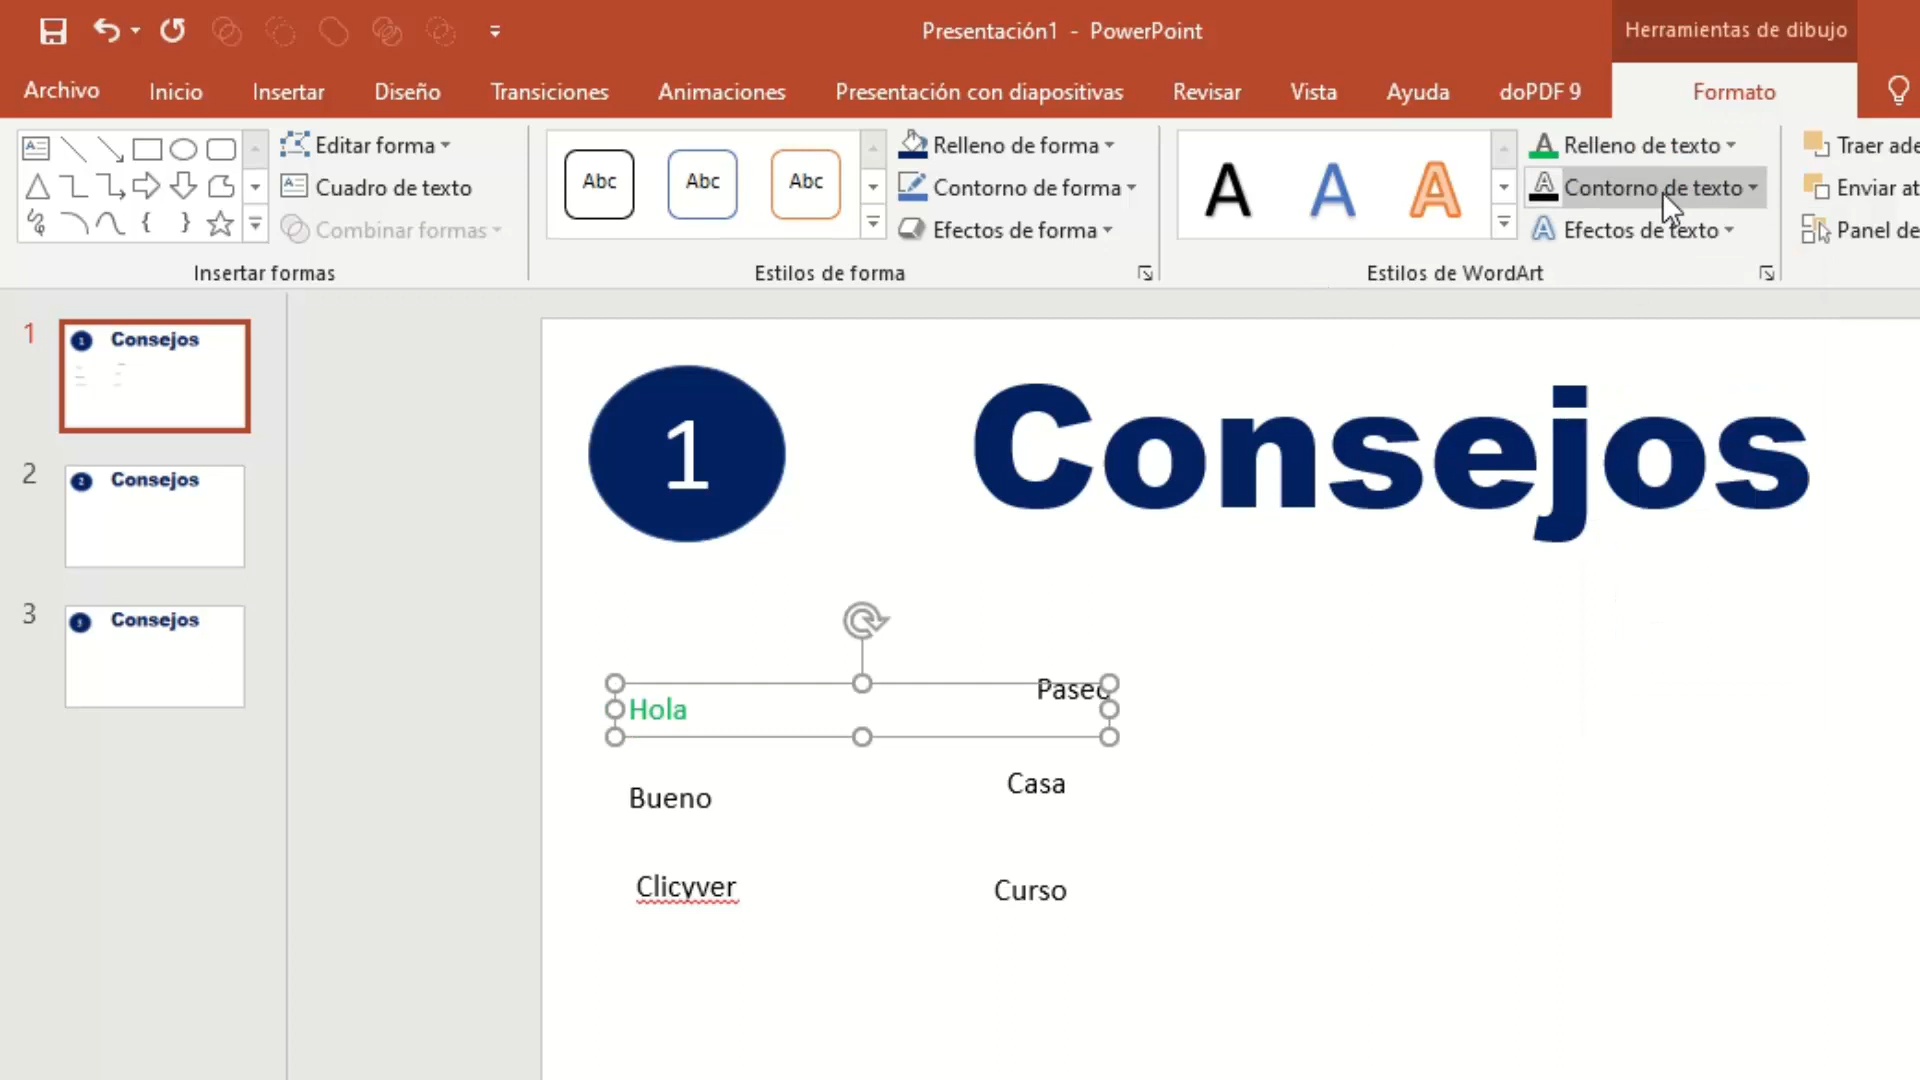 Presentación1 - PowerPoint
Herramientas de dibujo
Archivo Inicio Insertar Diseño Transiciones Animaciones Presentación con diapositivas Revisar Vista Ayuda doPDF 9 Formato
Editar forma
Cuadro de texto
Combinar formas
Insertar formas
Abc Abc Abc
Relleno de forma
Contorno de forma
Efectos de forma
Estilos de forma
A A A
Relleno de texto
Contorno de texto
Efectos de texto
Estilos de WordArt
Traer ade
Enviar at
Panel de
1 Consejos
2 Consejos
3 Consejos
1 Consejos
Hola Paseo
Bueno Casa
Clicyver Curso